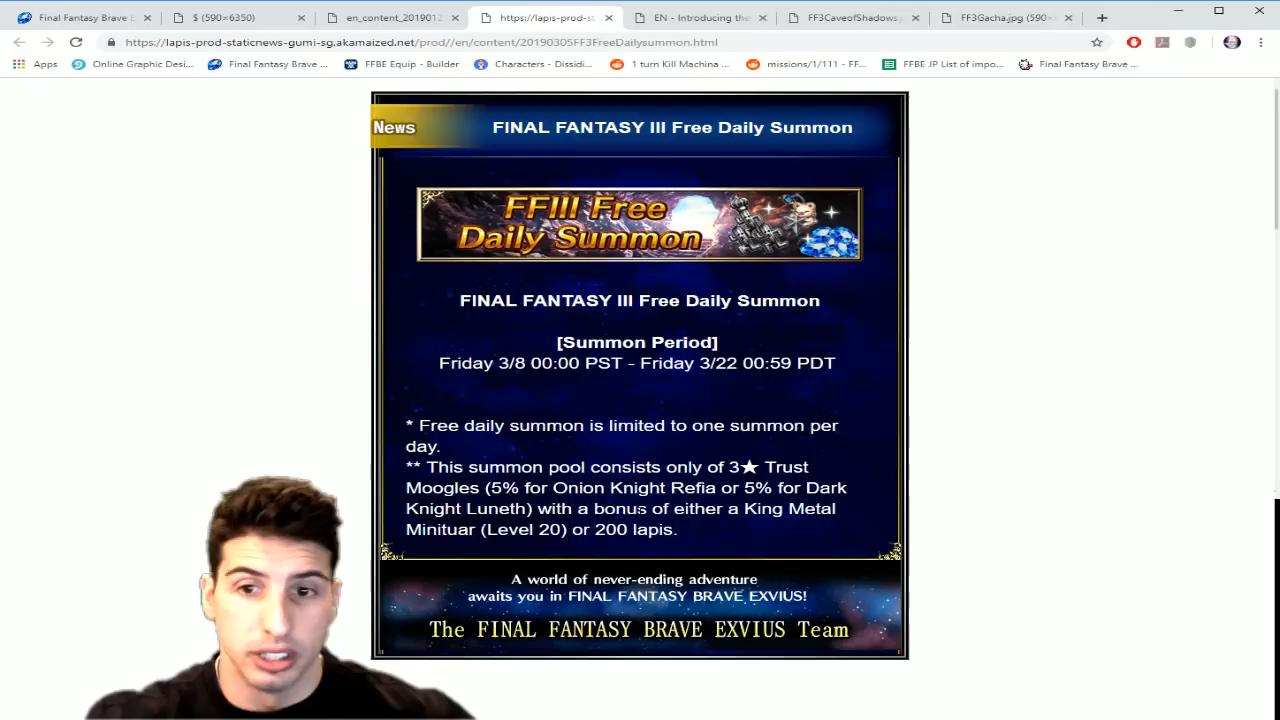 Final Fantasy Brave E
$ (590×6350)
en_content_2019012
https://lapis-prod-st
EN - Introducing the
FF3CaveofShadows.
FF3Gacha.jpg (590×
https://lapis-prod-staticnews-gumi-sg.akamaized.net/prod//en/content/20190305FF3FreeDailysummon.html
Apps
Online Graphic Desi...
Final Fantasy Brave ...
FFBE Equip - Builder
Characters - Dissidi...
1 turn Kill Machina ...
missions/1/111 - FF...
FFBE JP List of impo...
Final Fantasy Brave ...
News
FINAL FANTASY III Free Daily Summon
FFIII Free
Daily Summon
FINAL FANTASY III Free Daily Summon
[Summon Period]
Friday 3/8 00:00 PST - Friday 3/22 00:59 PDT
* Free daily summon is limited to one summon per
day.
** This summon pool consists only of 3★ Trust
Moogles (5% for Onion Knight Refia or 5% for Dark
Knight Luneth) with a bonus of either a King Metal
Minituar (Level 20) or 200 lapis.
A world of never-ending adventure
awaits you in FINAL FANTASY BRAVE EXVIUS!
The FINAL FANTASY BRAVE EXVIUS Team